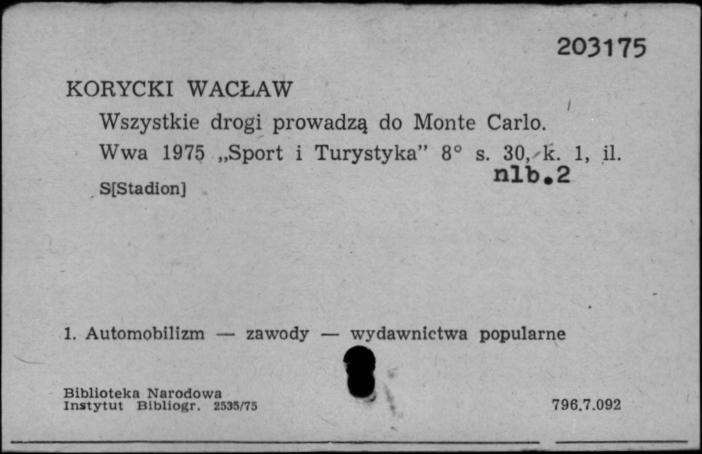 203175
KORYCKI WACŁAW
Wszystkie drogi prowadzą do Monte Carlo.
Wwa 1975 „Sport i Turystyka” 8° s. 30, k. 1, il.
nlb.2
S[Stadion]
1. Automobilizm — zawody — wydawnictwa popularne
Biblioteka Narodowa
Instytut Bibliogr. 2535/75
796.7.092